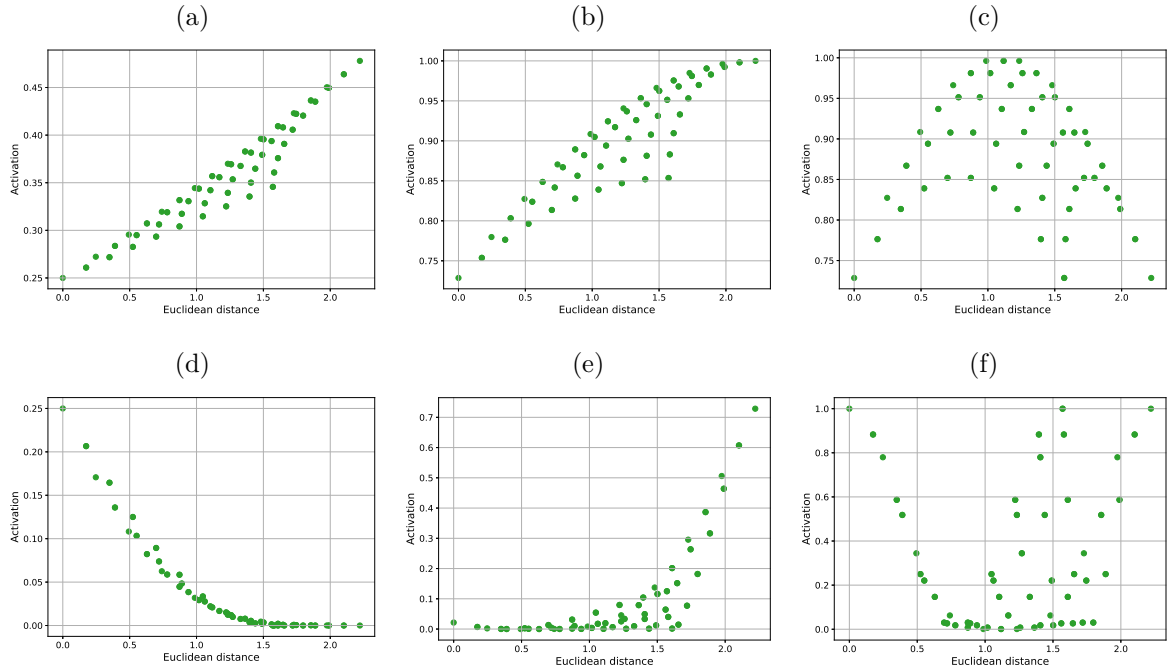 (a)
(b)
(c)
Activation
0.45
0.40
0.35
0.30
0.25
0.0 0.5 1.0 1.5 2.0
Euclidean distance
Activation
1.00
0.95
0.90
0.85
0.80
0.75
0.0 0.5 1.0 1.5 2.0
Euclidean distance
Activation
1.00
0.95
0.90
0.85
0.80
0.75
0.0 0.5 1.0 1.5 2.0
Euclidean distance
(d)
(e)
(f)
Activation
0.25
0.20
0.15
0.10
0.05
0.00
0.0 0.5 1.0 1.5 2.0
Euclidean distance
Activation
0.7
0.6
0.5
0.4
0.3
0.2
0.1
0.0
0.0 0.5 1.0 1.5 2.0
Euclidean distance
Activation
1.0
0.8
0.6
0.4
0.2
0.0
0.0 0.5 1.0 1.5 2.0
Euclidean distance